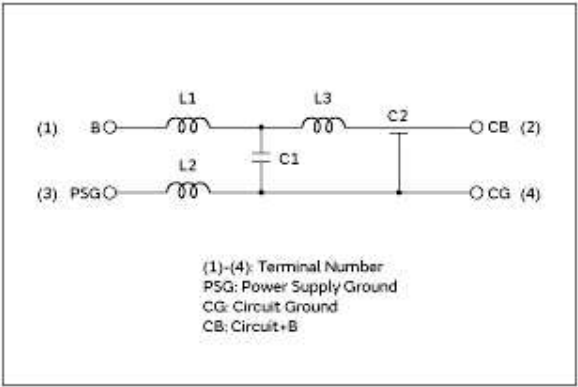 L1 L3
C2
(1) B CB (2)
C1
L2
(3) PSG CG (4)
(1)-(4): Terminal Number
PSG: Power Supply Ground
CG: Circuit Ground
CB: Circuit+B